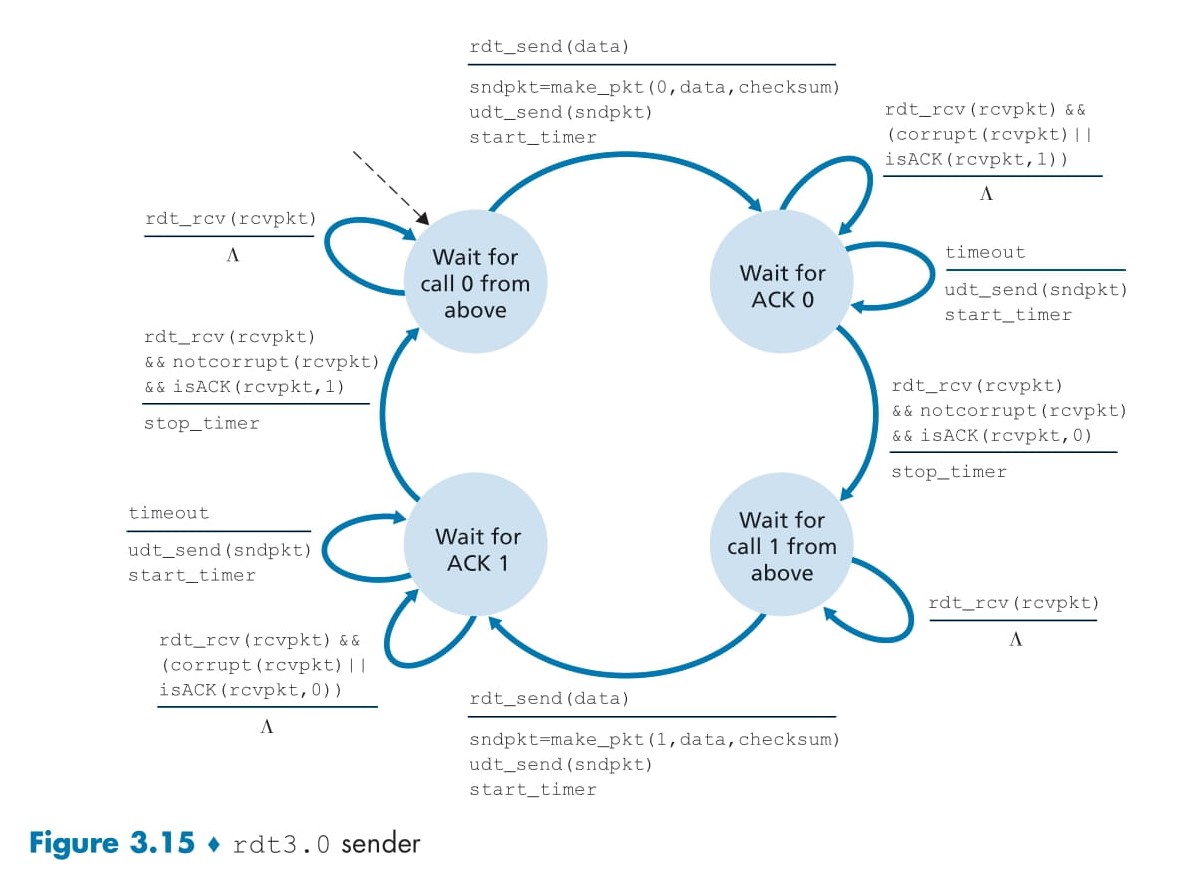 rdt_send(data)
sndpkt=make_pkt(0,data,checksum)
udt_send(sndpkt)
start_timer
rdt_rcv(rcvpkt) &&
(corrupt(rcvpkt)||
isACK(rcvpkt,1))
Λ
rdt_rcv(rcvpkt)
Λ
Wait for
call 0 from
above
Wait for
ACK 0
timeout
udt_send(sndpkt)
start_timer
rdt_rcv(rcvpkt)
&& notcorrupt(rcvpkt)
&& isACK(rcvpkt,1)
stop_timer
rdt_rcv(rcvpkt)
&& notcorrupt(rcvpkt)
&& isACK(rcvpkt,0)
stop_timer
timeout
udt_send(sndpkt)
start_timer
Wait for
ACK 1
Wait for
call 1 from
above
rdt_rcv(rcvpkt)
Λ
rdt_rcv(rcvpkt) &&
(corrupt(rcvpkt)||
isACK(rcvpkt,0))
Λ
rdt_send(data)
sndpkt=make_pkt(1,data,checksum)
udt_send(sndpkt)
start_timer
Figure 3.15 ♦ rdt3.0 sender